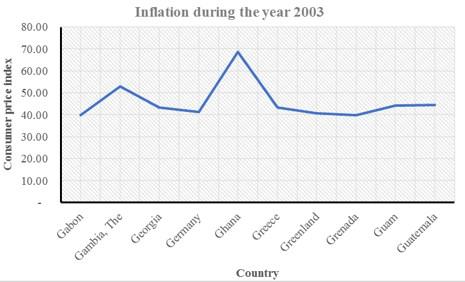 Inflation during the year 2003
Consumer price index
80.00
70.00
60.00
50.00
40.00
30.00
20.00
10.00
-
Gabon
Gambia, The
Georgia
Germany
Ghana
Greece
Greenland
Grenada
Guam
Guatemala
Country